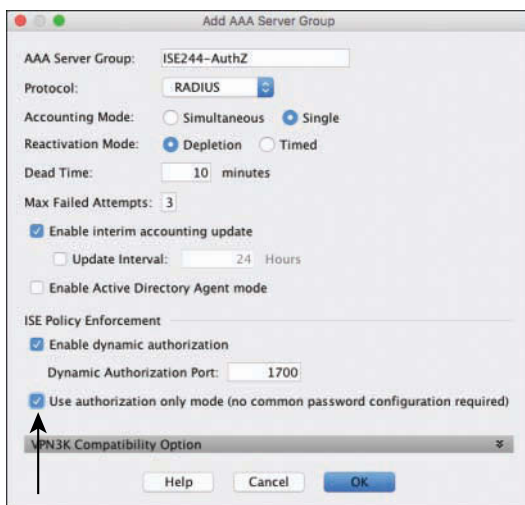 Add AAA Server Group
AAA Server Group: ISE244-AuthZ
Protocol: RADIUS
Accounting Mode: Simultaneous Single
Reactivation Mode: Depletion Timed
Dead Time: 10 minutes
Max Failed Attempts: 3
Enable interim accounting update
Update Interval: 24 Hours
Enable Active Directory Agent mode
ISE Policy Enforcement
Enable dynamic authorization
Dynamic Authorization Port: 1700
Use authorization only mode (no common password configuration required)
VPN3K Compatibility Option
Help Cancel OK